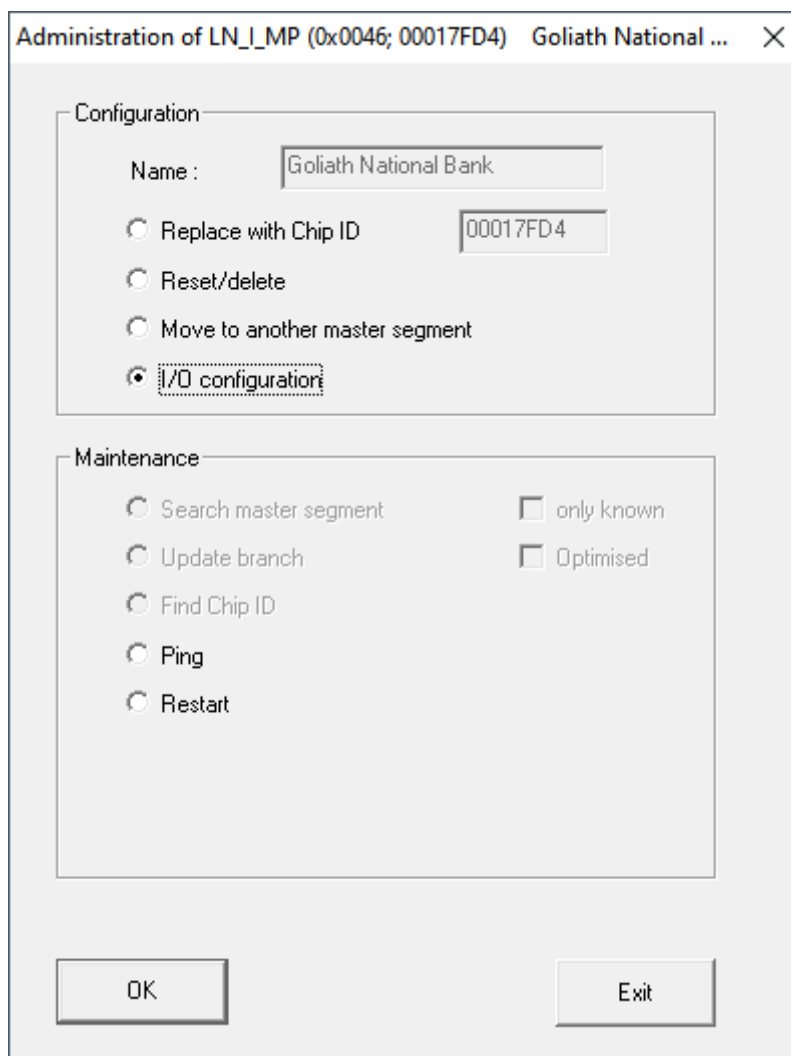 Administration of LN_I_MP (0x0046; 00017FD4) Goliath National ...
Configuration
Name : Goliath National Bank
Replace with Chip ID 00017FD4
Reset/delete
Move to another master segment
I/O configuration
Maintenance
Search master segment only known
Update branch Optimised
Find Chip ID
Ping
Restart
OK Exit